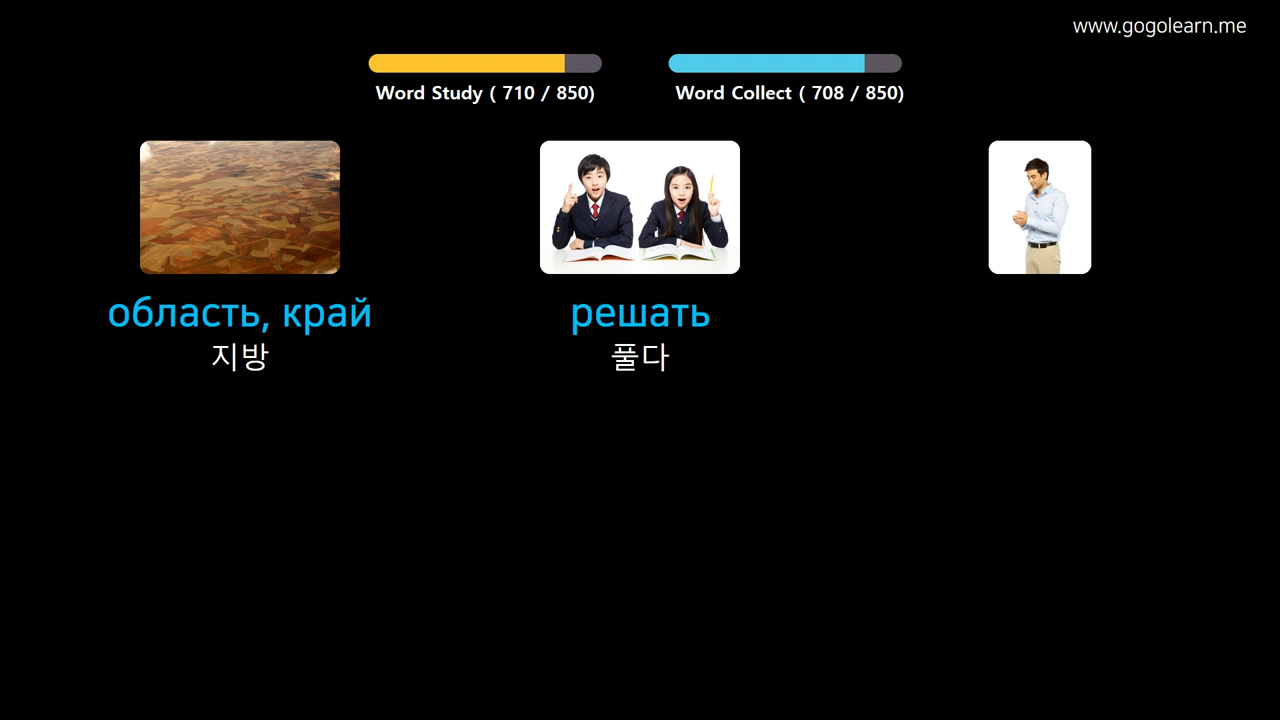 www.gogolearn.me
Word Study ( 710 / 850)
Word Collect ( 708 / 850)
область, край
지방
решать
풀다